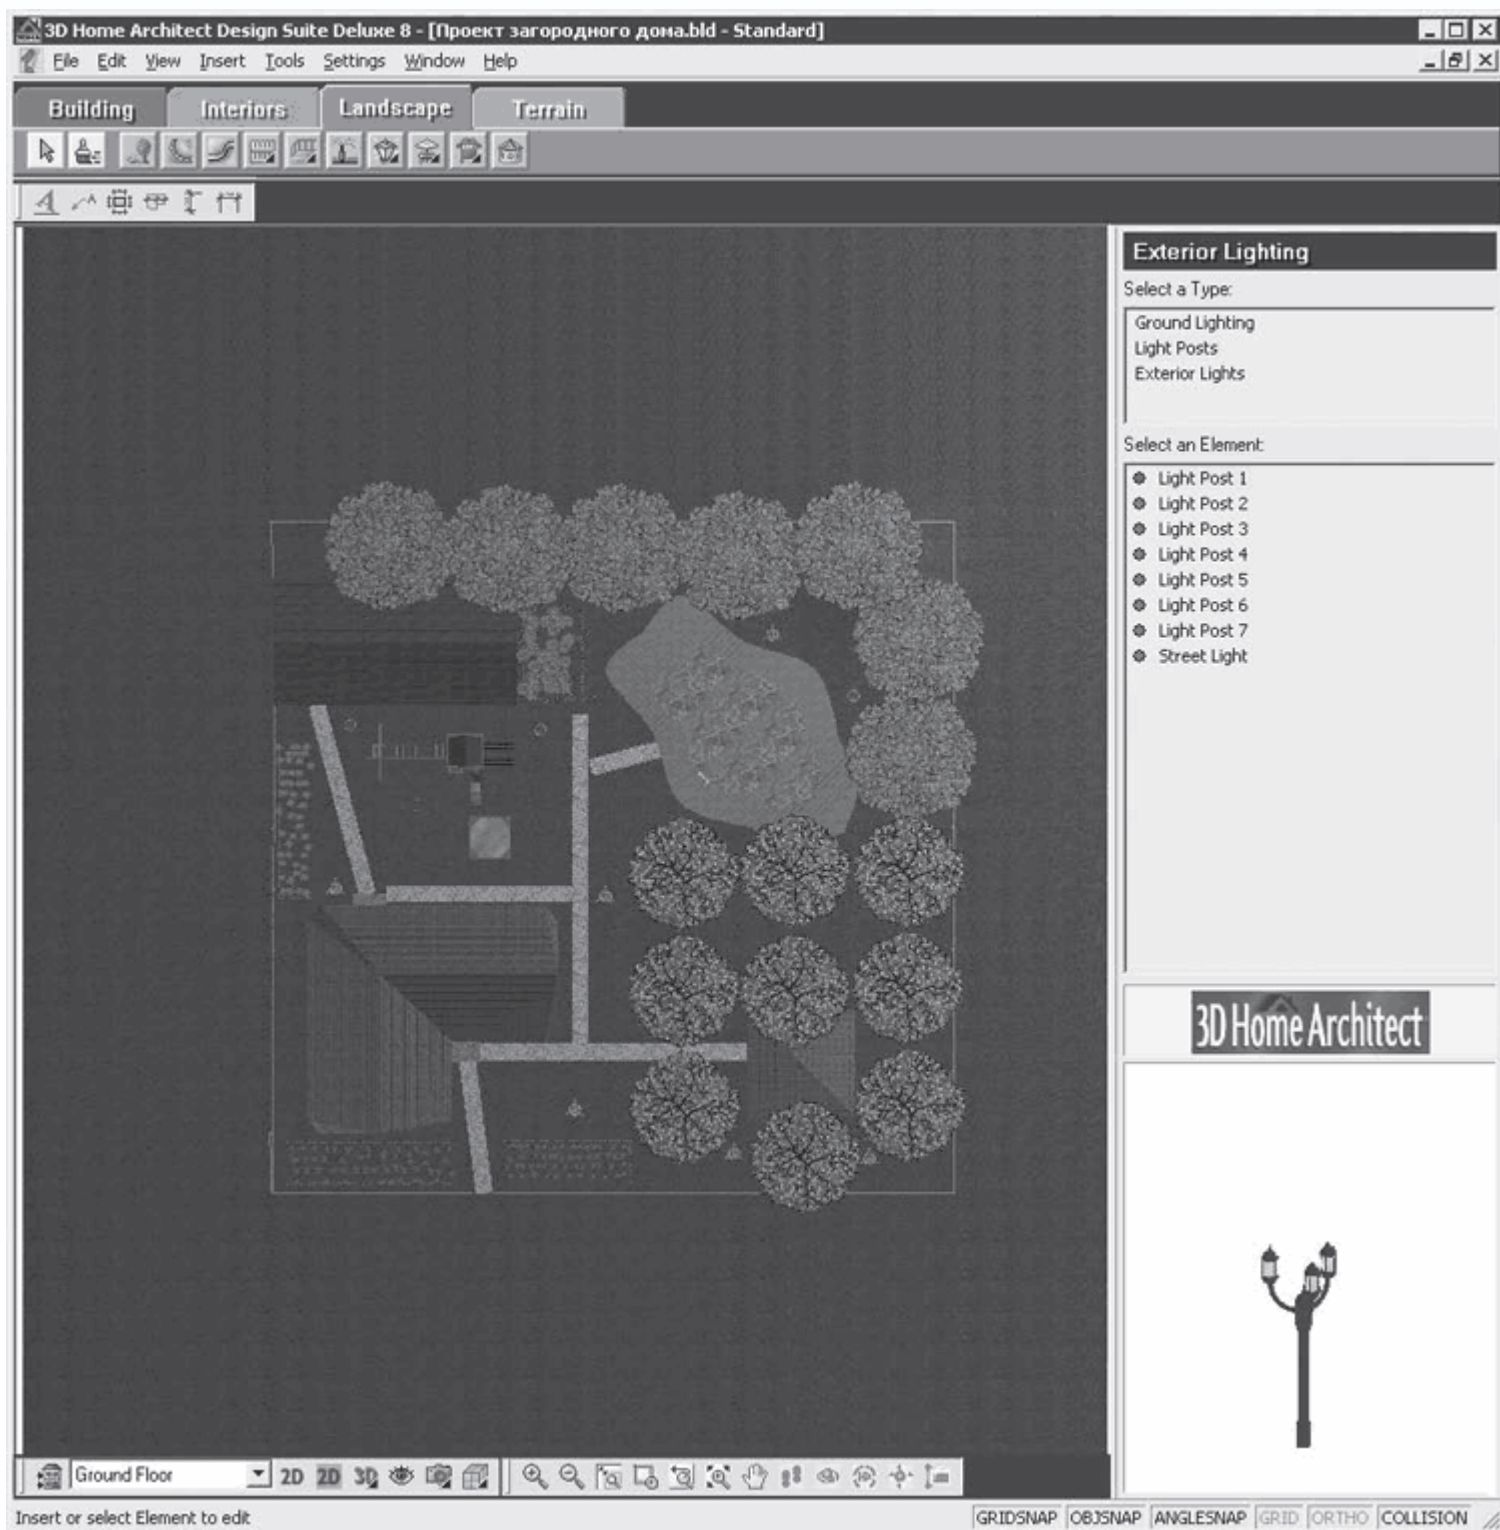 3D Home Architect Design Suite Deluxe 8 - [Проект загородного дома.bld - Standard]
File Edit View Insert Tools Settings Window Help
Building Interiors Landscape Terrain
Exterior Lighting
Select a Type:
Ground Lighting
Light Posts
Exterior Lights
Select an Element:
Light Post 1
Light Post 2
Light Post 3
Light Post 4
Light Post 5
Light Post 6
Light Post 7
Street Light
3D Home Architect
Ground Floor 2D 2D 3D
Insert or select Element to edit GRIDSNAP OBJSNAP ANGLESNAP GRID ORTHO COLLISION